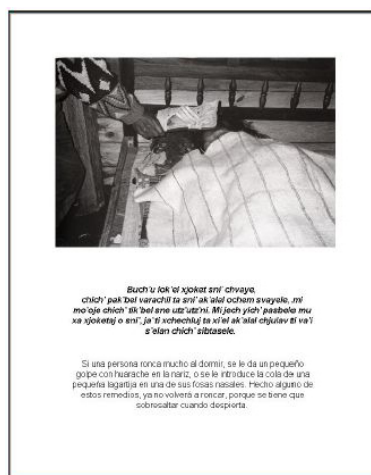 Buch'u lok'el xjoket sni' chvaye,
chich' pak'bel varachil ta sni' ak'alal ochem svayele, mi
mo'oje chich' tik'bel sne utz'utz'ni. Mi jech yich' pasbele mu
xa xjoketaj o sni', ja' ti xchechluj ta xi'el ak'alal chjulav ti va'i
s'elan chich' sibtasele.
Si una persona ronca mucho al dormir, se le da un pequeño
golpe con huarache en la nariz, o se le introduce la cola de una
pequeña lagartija en una de sus fosas nasales. Hecho alguno de
estos remedios, ya no volverá a roncar, porque se tiene que
sobresaltar cuando despierta.